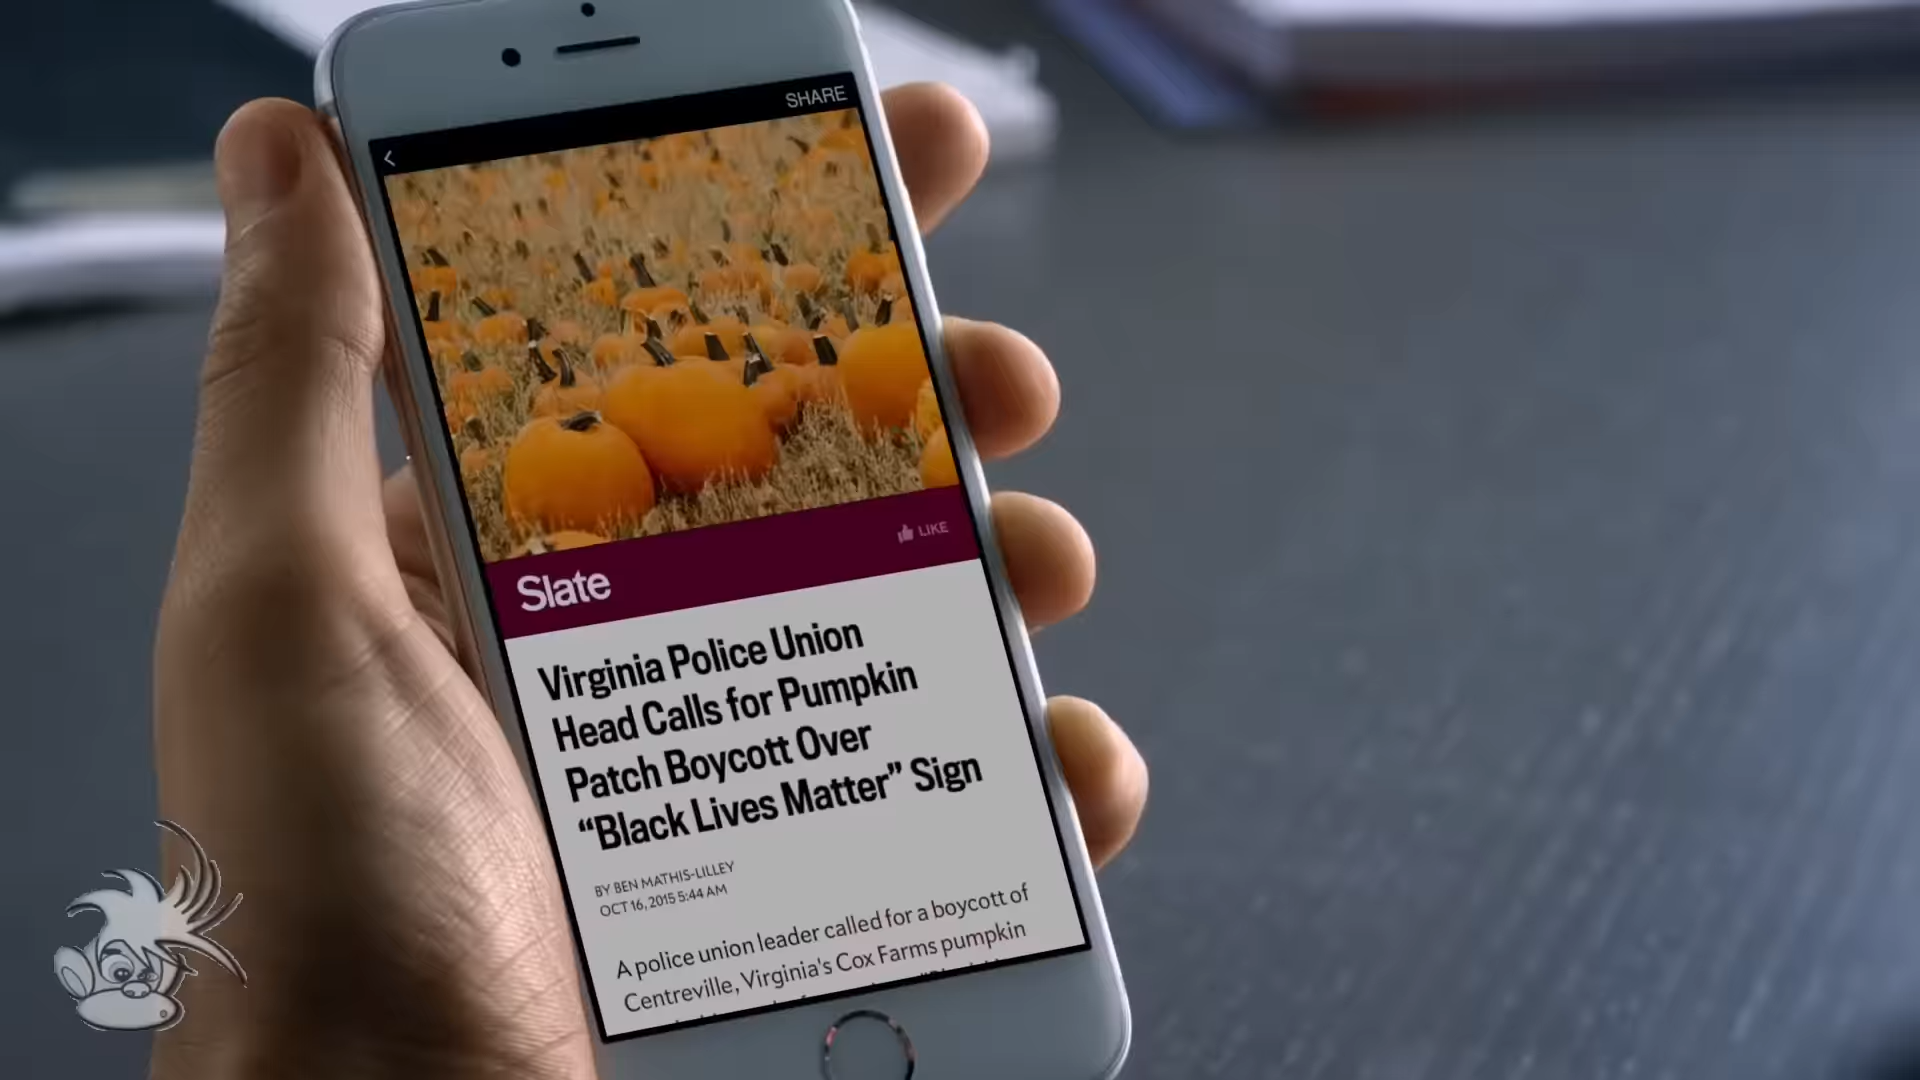 SHARE
LIKE
Slate
Virginia Police Union
Head Calls for Pumpkin
Patch Boycott Over
“Black Lives Matter” Sign
BY BEN MATHIS-LILLEY
OCT 16, 2015 5:44 AM
A police union leader called for a boycott of
Centreville, Virginia's Cox Farms pumpkin